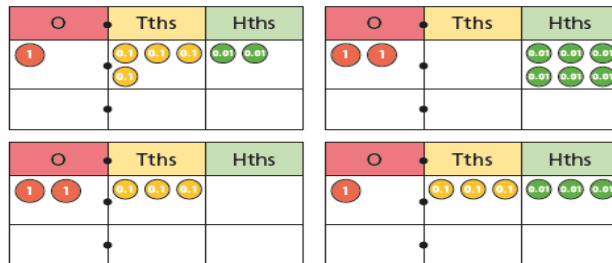 O Tths Hths
1 0.1 0.1 0.1 0.01 0.01
0.1
O Tths Hths
1 1 0.01 0.01 0.01
0.01 0.01 0.01
O Tths Hths
1 1 0.1 0.1 0.1
O Tths Hths
1 0.1 0.1 0.1 0.01 0.01 0.01